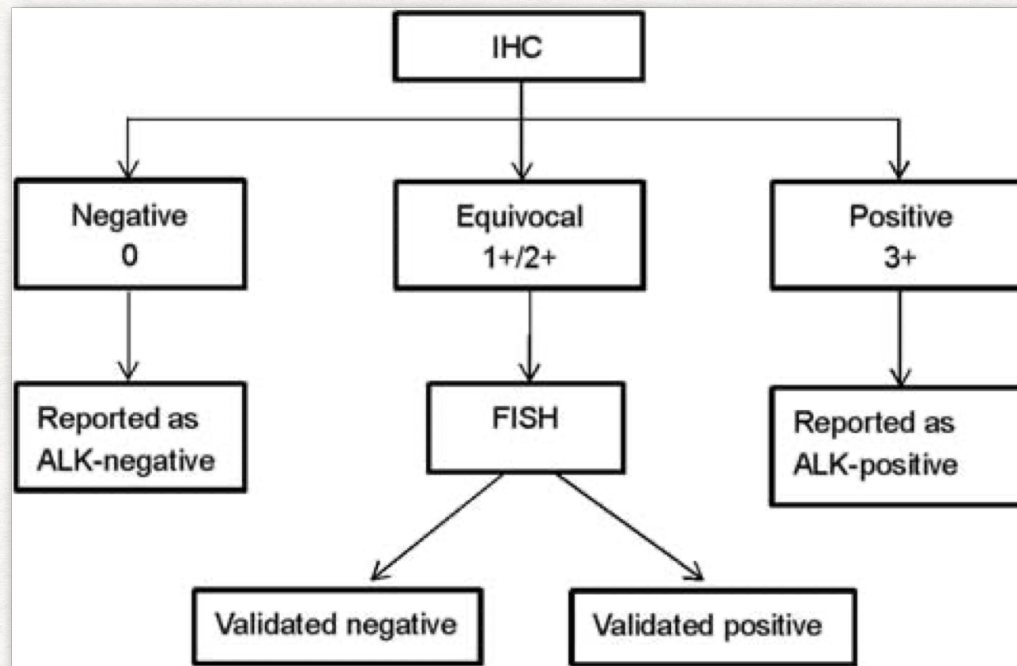 IHC
Negative
0
Equivocal
1+/2+
Positive
3+
Reported as
ALK-negative
FISH
Reported as
ALK-positive
Validated negative
Validated positive